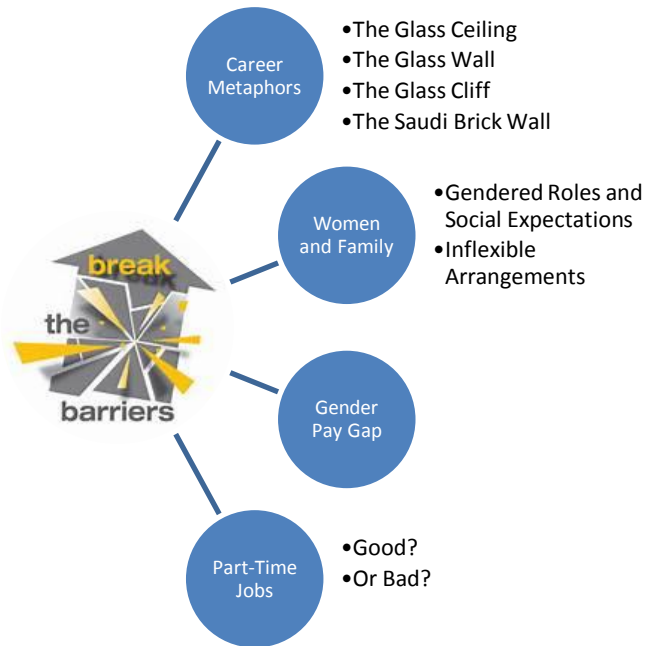 Career
Metaphors
•The Glass Ceiling
•The Glass Wall
•The Glass Cliff
•The Saudi Brick Wall
Women
and Family
•Gendered Roles and
Social Expectations
•Inflexible
Arrangements
break
break
the
barriers
Gender
Pay Gap
Part-Time
Jobs
•Good?
•Or Bad?